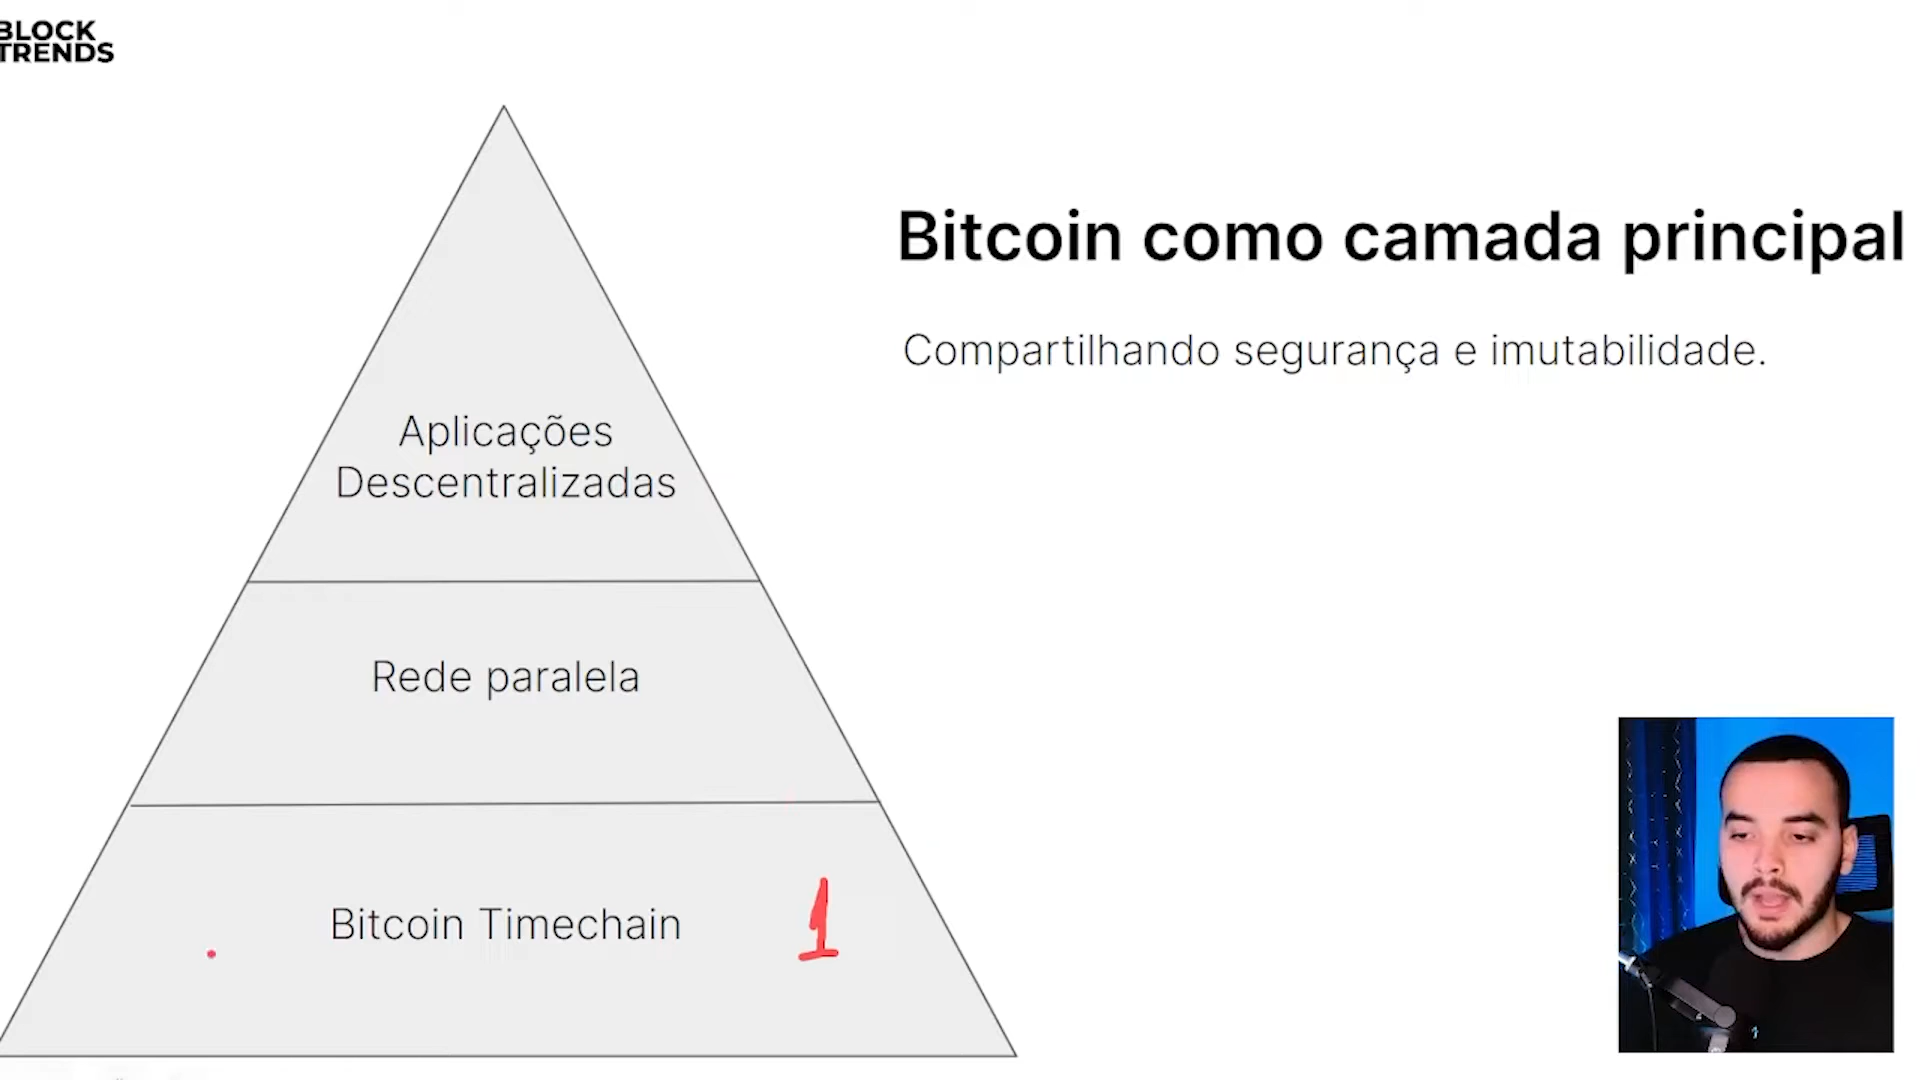 BLOCK
TRENDS
Bitcoin como camada principal
Compartilhando segurança e imutabilidade.
Aplicações
Descentralizadas
Rede paralela
Bitcoin Timechain 1